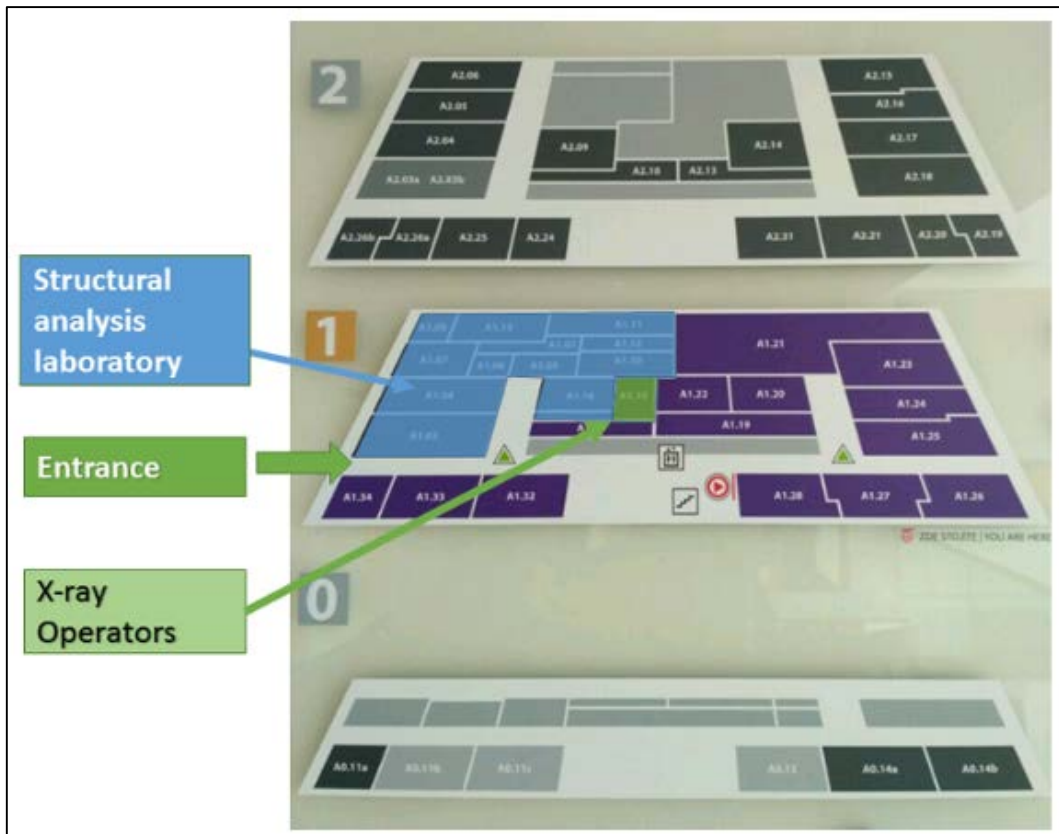 2
A2.06
A2.05
A2.04
A2.03a A2.03b
A2.09
A2.10
A2.13
A2.14
A2.15
A2.16
A2.17
A2.18
A2.26b
A2.26a
A2.25
A2.24
A2.31
A2.21
A2.20
A2.19
Structural
analysis
laboratory
1
A1.11
A1.21
A1.23
A1.22
A1.20
A1.24
A1.19
A1.25
Entrance
A1.34
A1.33
A1.32
A1.28
A1.27
A1.26
ZDE STOJÍTE | YOU ARE HERE
X-ray
Operators
0
A0.11a
A0.11b
A0.11c
A0.13
A0.14a
A0.14b